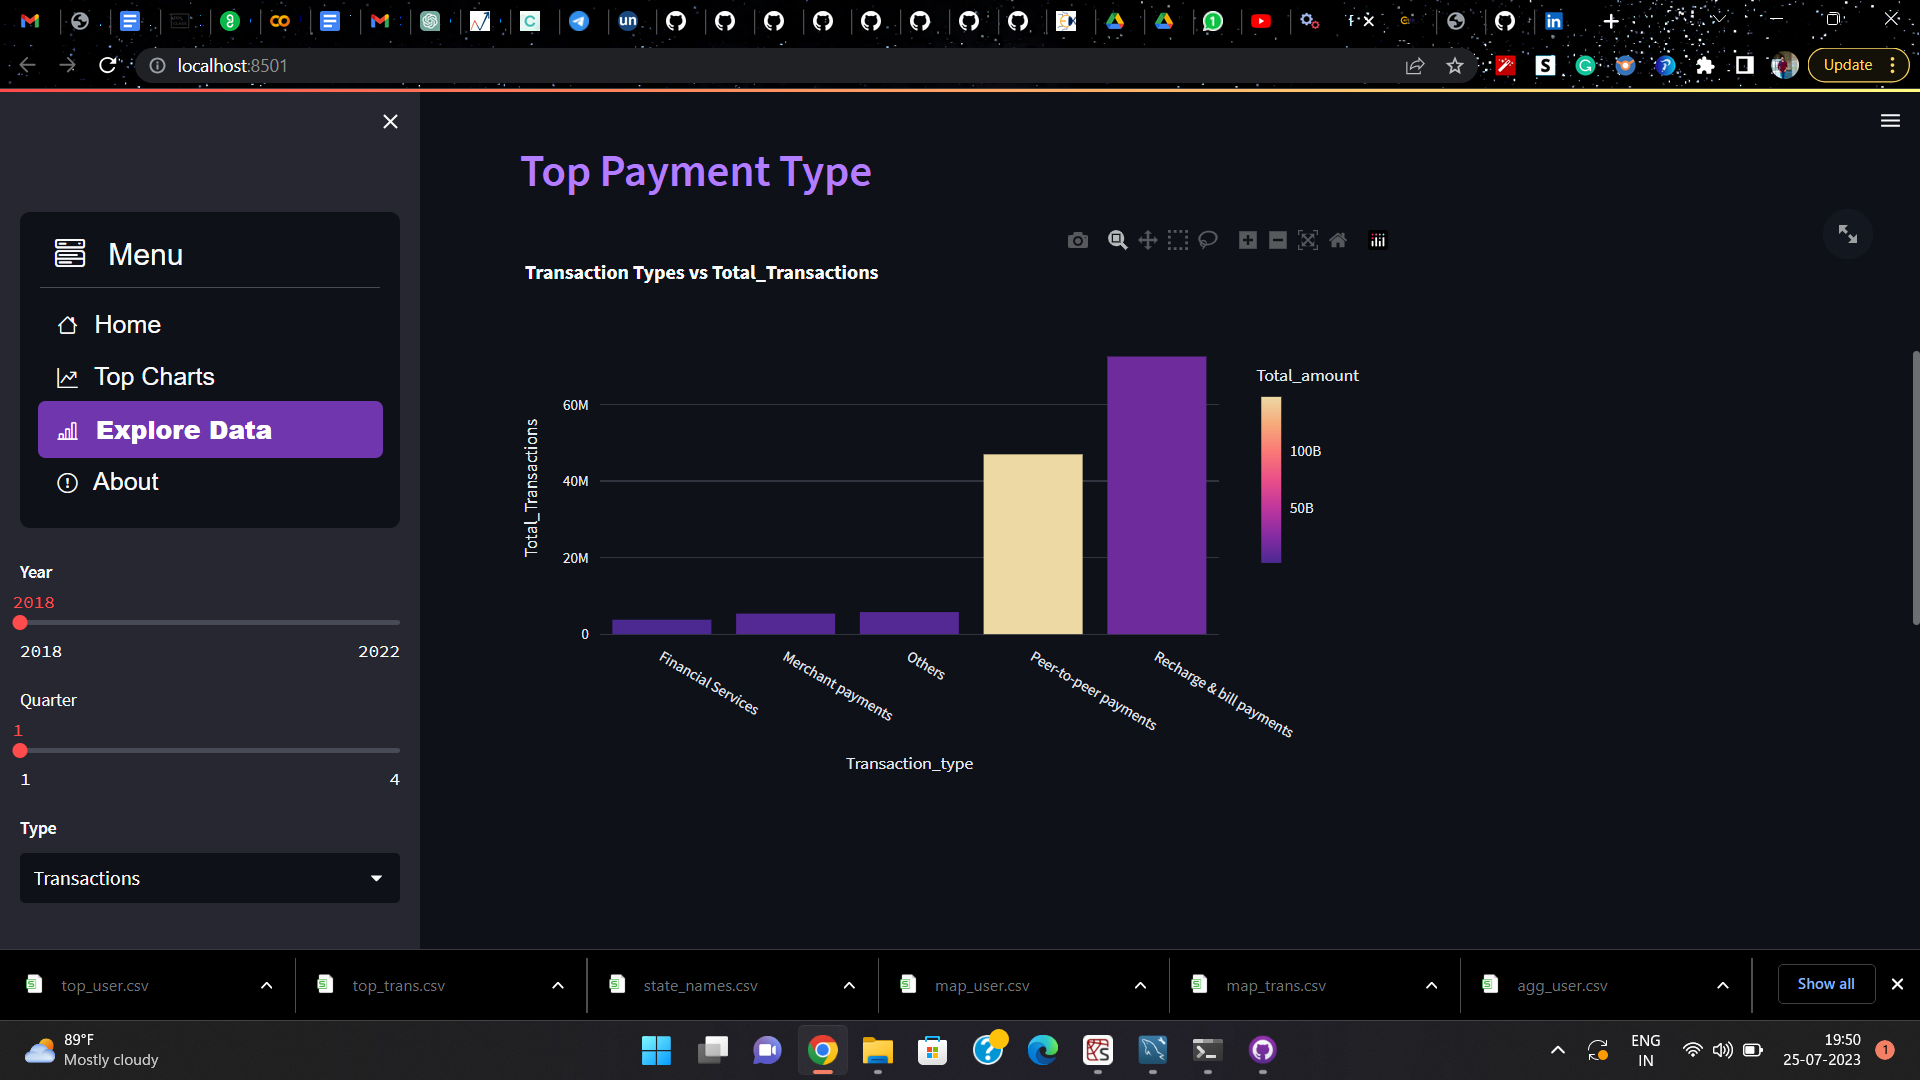 un
1
localhost:8501
S
Update
Top Payment Type
Menu
Transaction Types vs Total_Transactions
Home
Top Charts
Explore Data
About
Total_amount
100B
50B
Total_Transactions
60M
40M
20M
0
Financial Services
Merchant payments
Others
Peer-to-peer payments
Recharge & bill payments
Transaction_type
Year
2018
2018 2022
Quarter
1
1 4
Type
Transactions
top_user.csv
top_trans.csv
state_names.csv
map_user.csv
map_trans.csv
agg_user.csv
Show all
89°F
Mostly cloudy
ENG
IN
19:50
25-07-2023
1